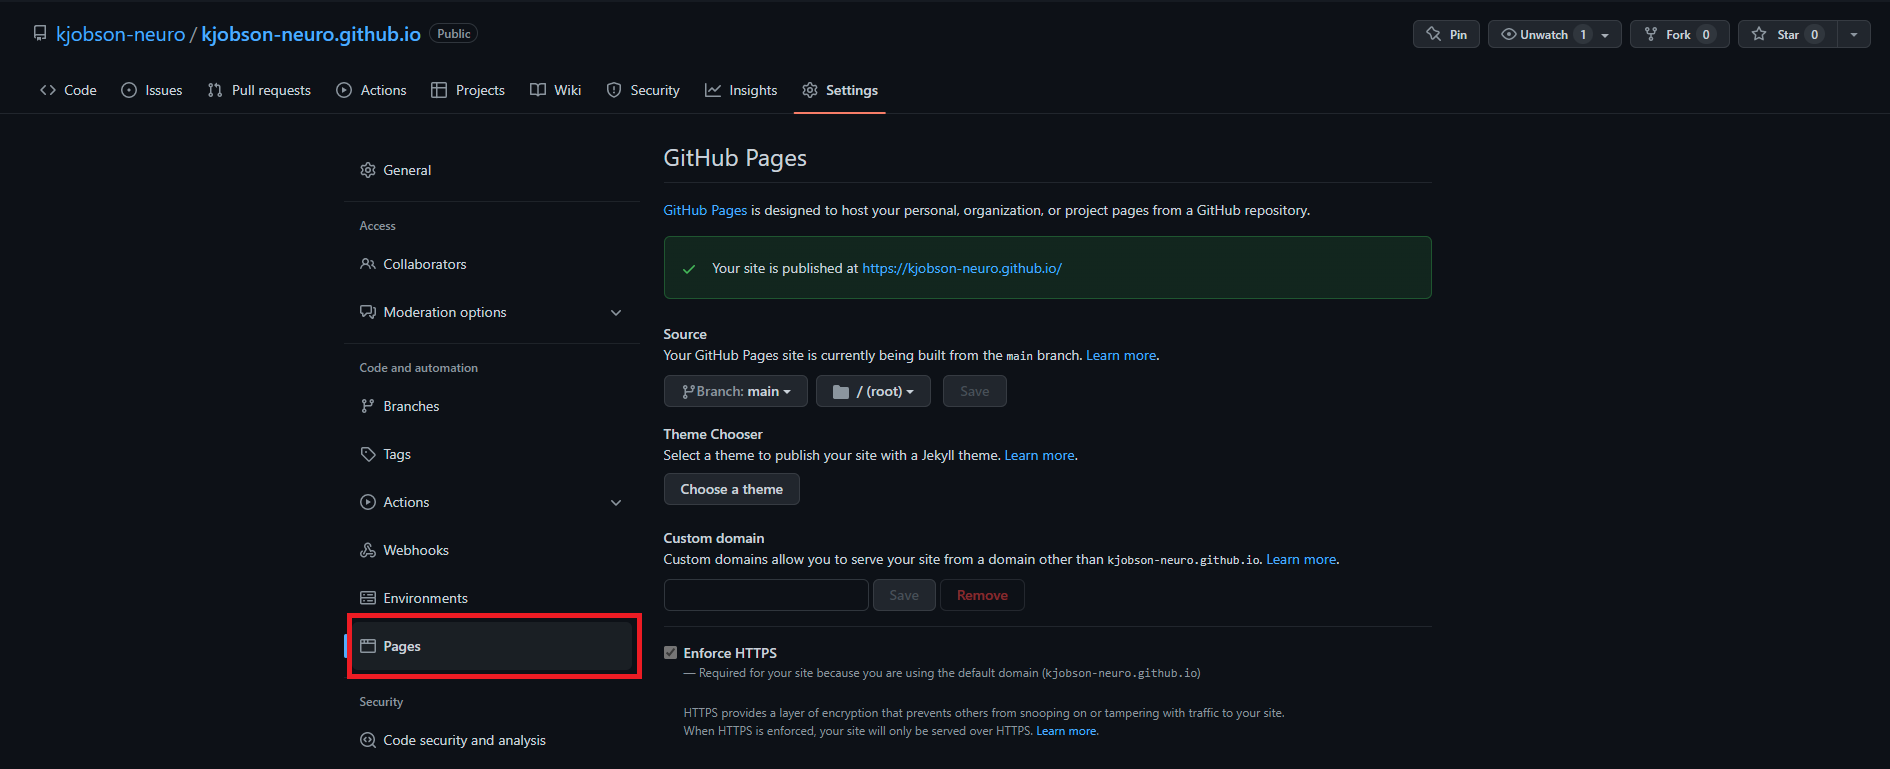 kjobson-neuro / kjobson-neuro.github.io Public
Pin Unwatch 1 Fork 0 Star 0
Code Issues Pull requests Actions Projects Wiki Security Insights Settings
General
Access
Collaborators
Moderation options
Code and automation
Branches
Tags
Actions
Webhooks
Environments
Pages
Security
Code security and analysis
GitHub Pages
GitHub Pages is designed to host your personal, organization, or project pages from a GitHub repository.
Your site is published at https://kjobson-neuro.github.io/
Source
Your GitHub Pages site is currently being built from the main branch. Learn more.
Branch: main / (root) Save
Theme Chooser
Select a theme to publish your site with a Jekyll theme. Learn more.
Choose a theme
Custom domain
Custom domains allow you to serve your site from a domain other than kjobson-neuro.github.io. Learn more.
Save Remove
Enforce HTTPS
— Required for your site because you are using the default domain (kjobson-neuro.github.io)
HTTPS provides a layer of encryption that prevents others from snooping on or tampering with traffic to your site.
When HTTPS is enforced, your site will only be served over HTTPS. Learn more.